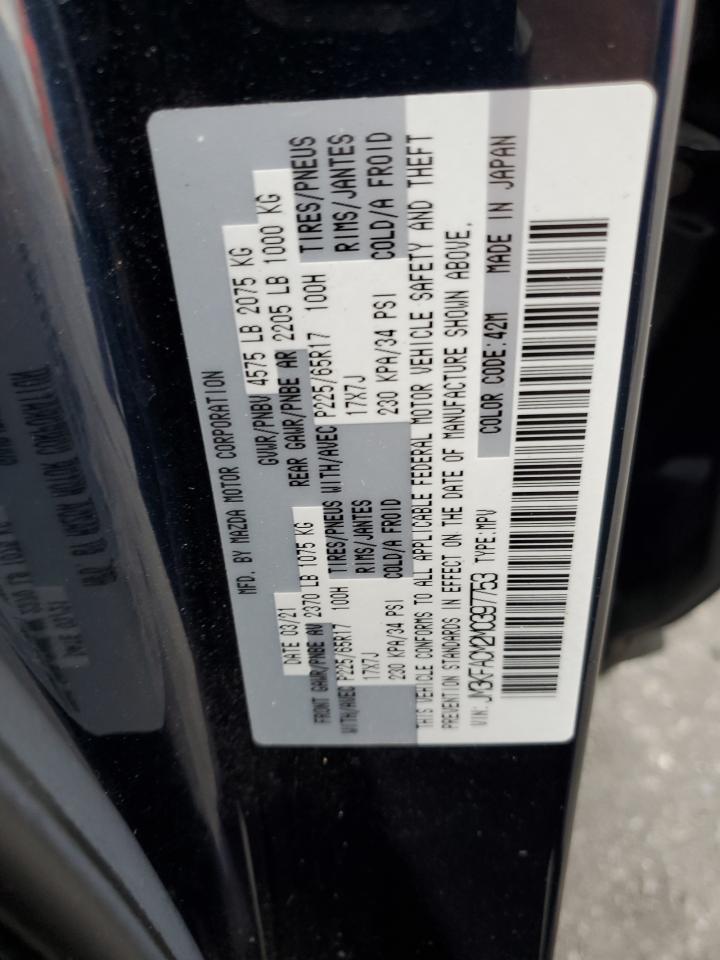 MFD. BY MAZDA MOTOR CORPORATION
DATE 03/21 GVWR/PNBV 4575 LB 2075 KG
FRONT GAWR/PNBE AV 2370 LB 1075 KG REAR GAWR/PNBE AR 2205 LB 1000 KG
WITH/AVEC P225/65R17 100H TIRES/PNEUS WITH/AVEC P225/65R17 100H TIRES/PNEUS
17X7J RIMS/JANTES 17X7J RIMS/JANTES
230 KPA/34 PSI COLD/A FROID 230 KPA/34 PSI COLD/A FROID
THIS VEHICLE CONFORMS TO ALL APPLICABLE FEDERAL MOTOR VEHICLE SAFETY AND THEFT
PREVENTION STANDARDS IN EFFECT ON THE DATE OF MANUFACTURE SHOWN ABOVE.
VIN: JM3KFACM2M0397753 TYPE:MPV COLOR CODE:42M MADE IN JAPAN